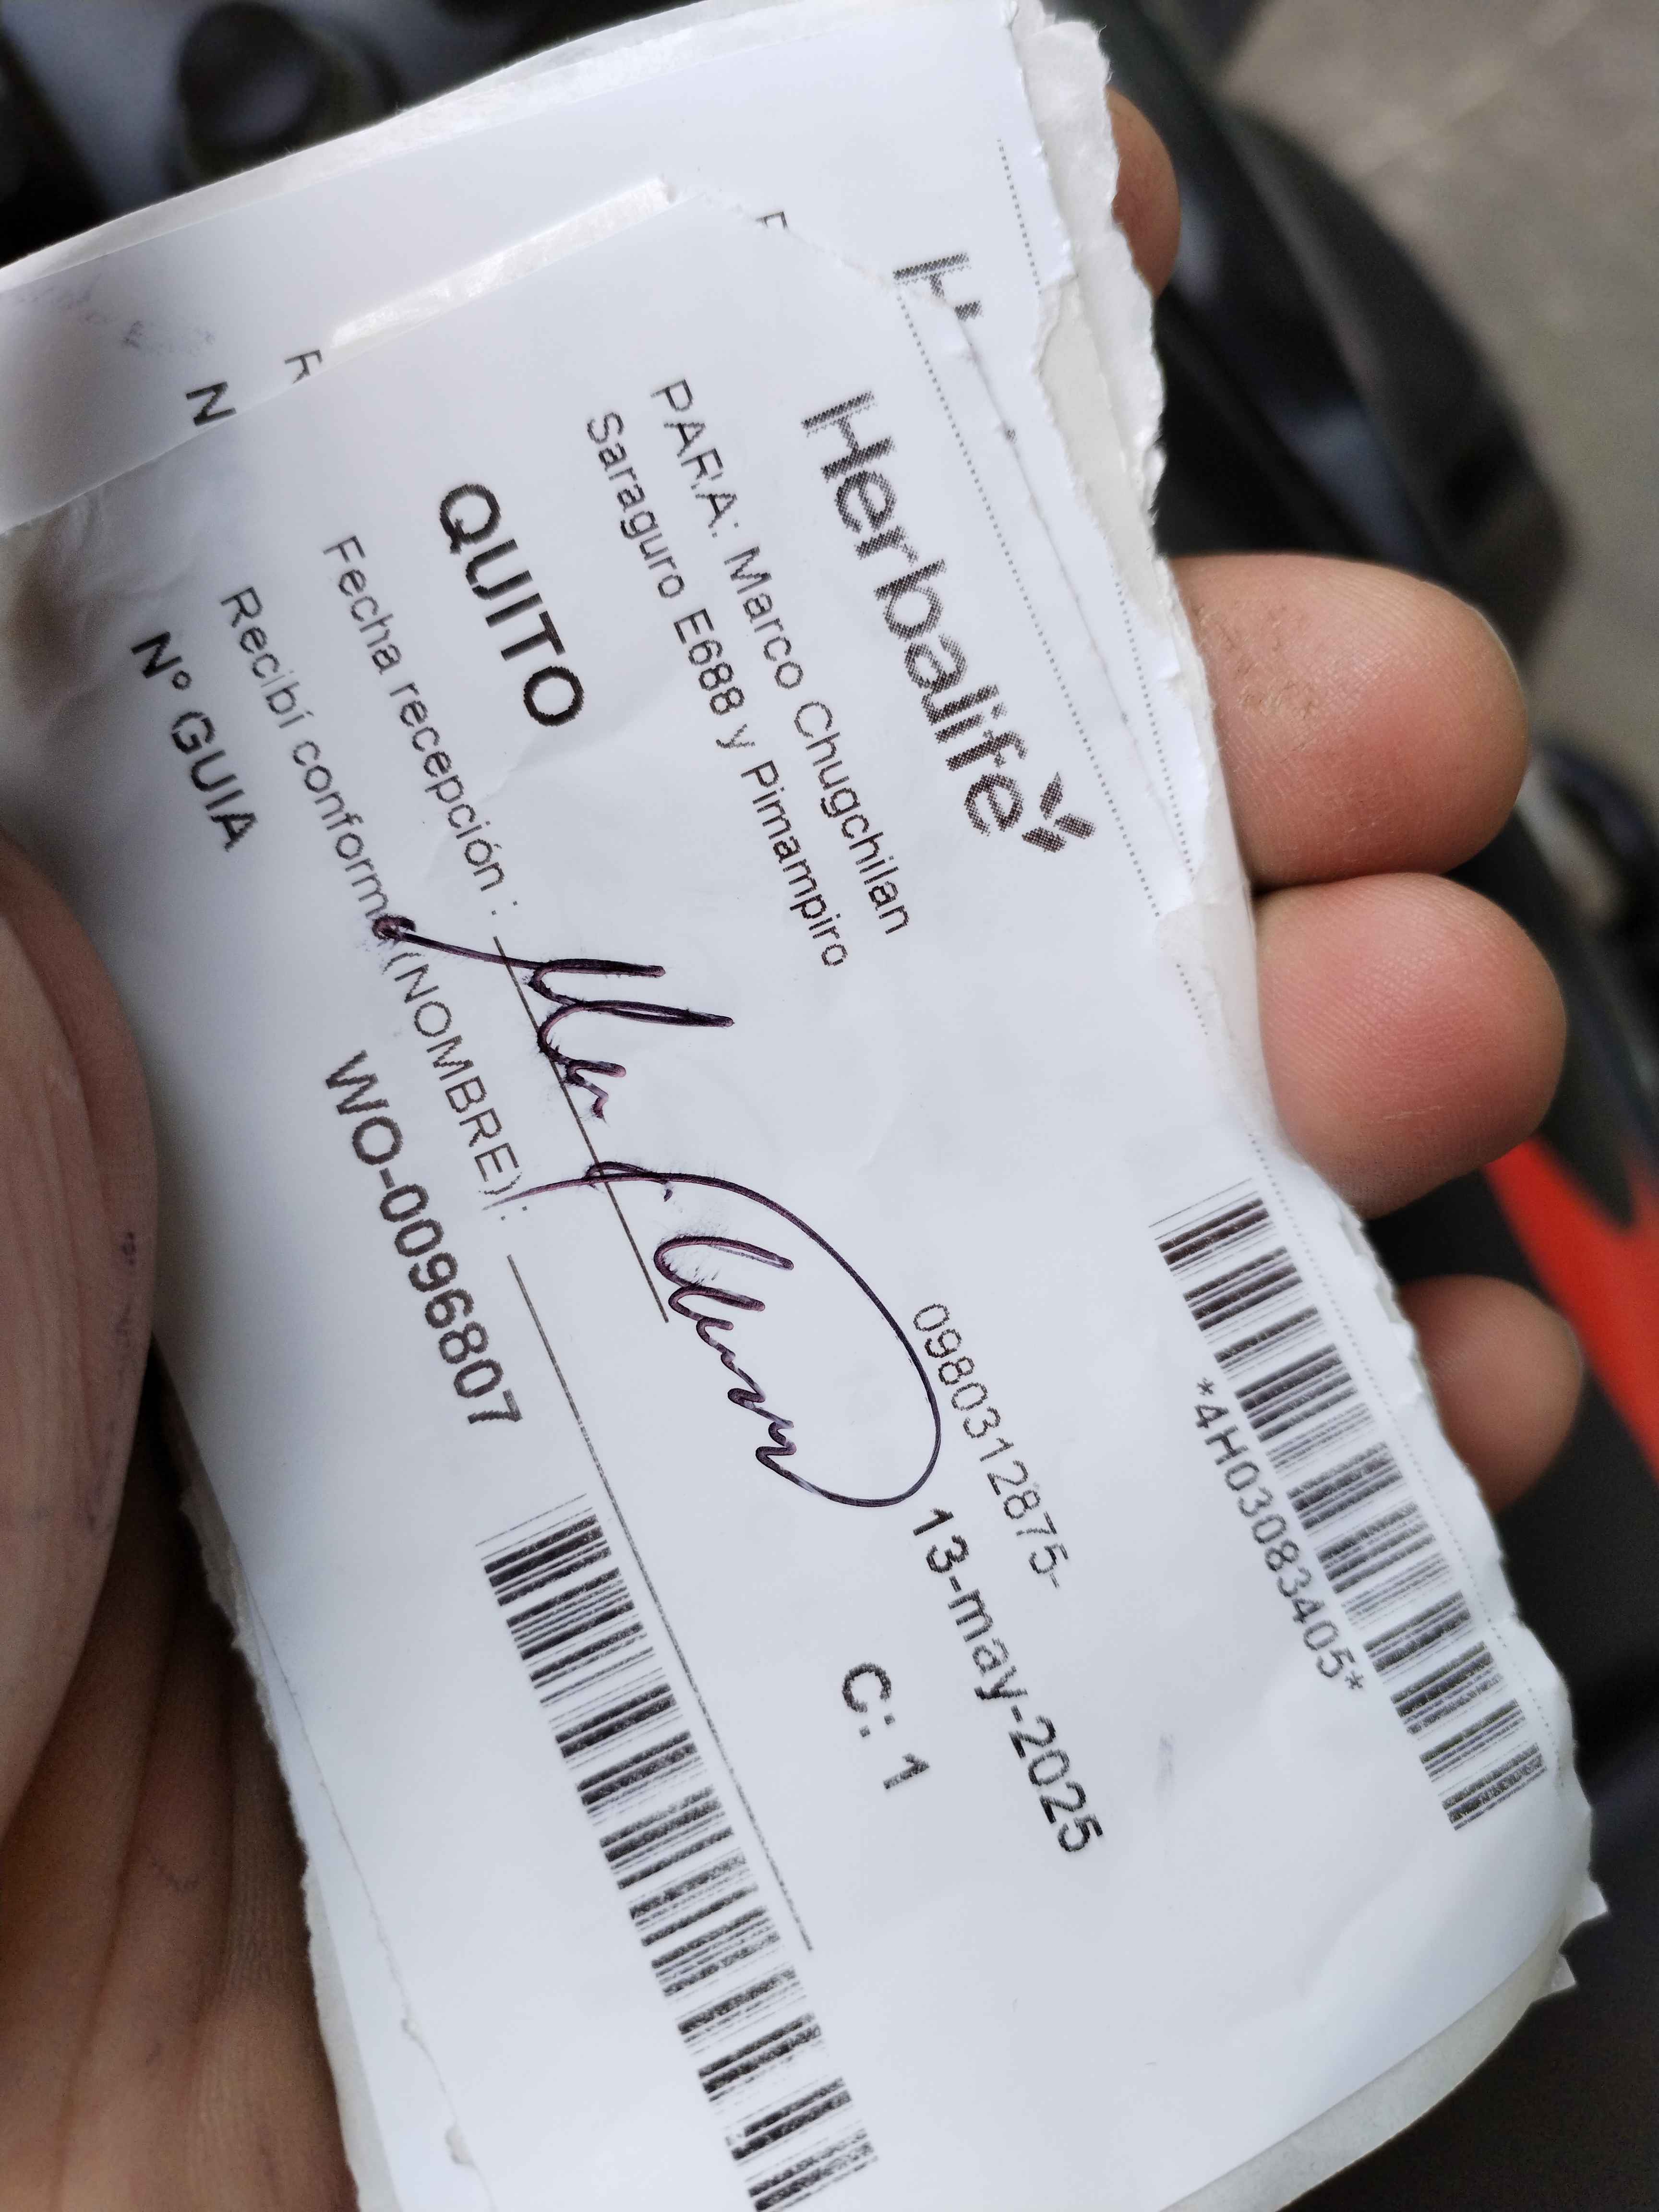 Herbalife
*4H03083405*
PARA: Marco Chugchilan
0980312875-
Saraguro E688 y Pimampiro
13-may-2025
QUITO
C: 1
Fecha recepción :
Recibí conforme (NOMBRE):
Nº GUIA WO-0096807
H
N